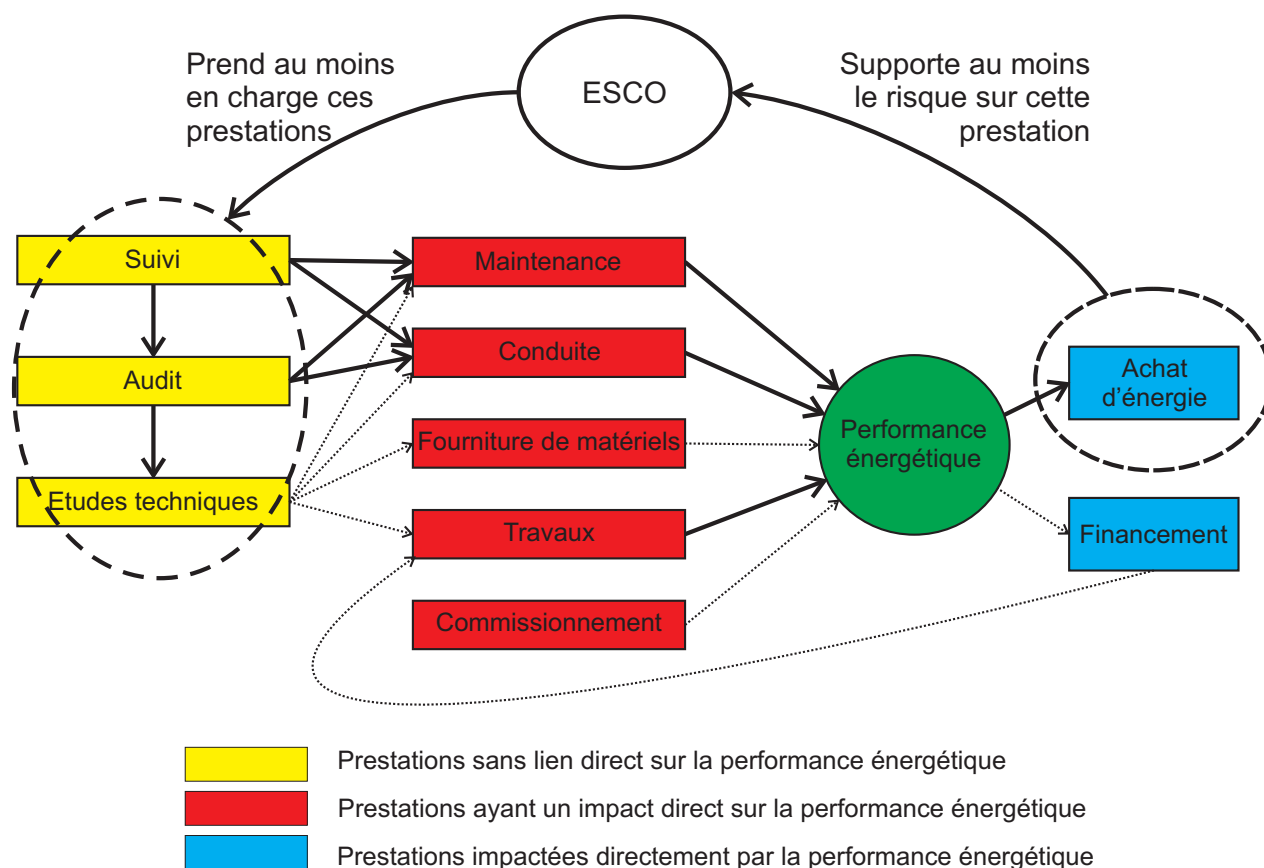 Prend au moins
en charge ces
prestations
ESCO
Supporte au moins
le risque sur cette
prestation
Suivi
Audit
Etudes techniques
Maintenance
Conduite
Fourniture de matériels
Travaux
Commissionnement
Performance
énergétique
Achat
d'énergie
Financement
Prestations sans lien direct sur la performance énergétique
Prestations ayant un impact direct sur la performance énergétique
Prestations impactées directement par la performance énergétique